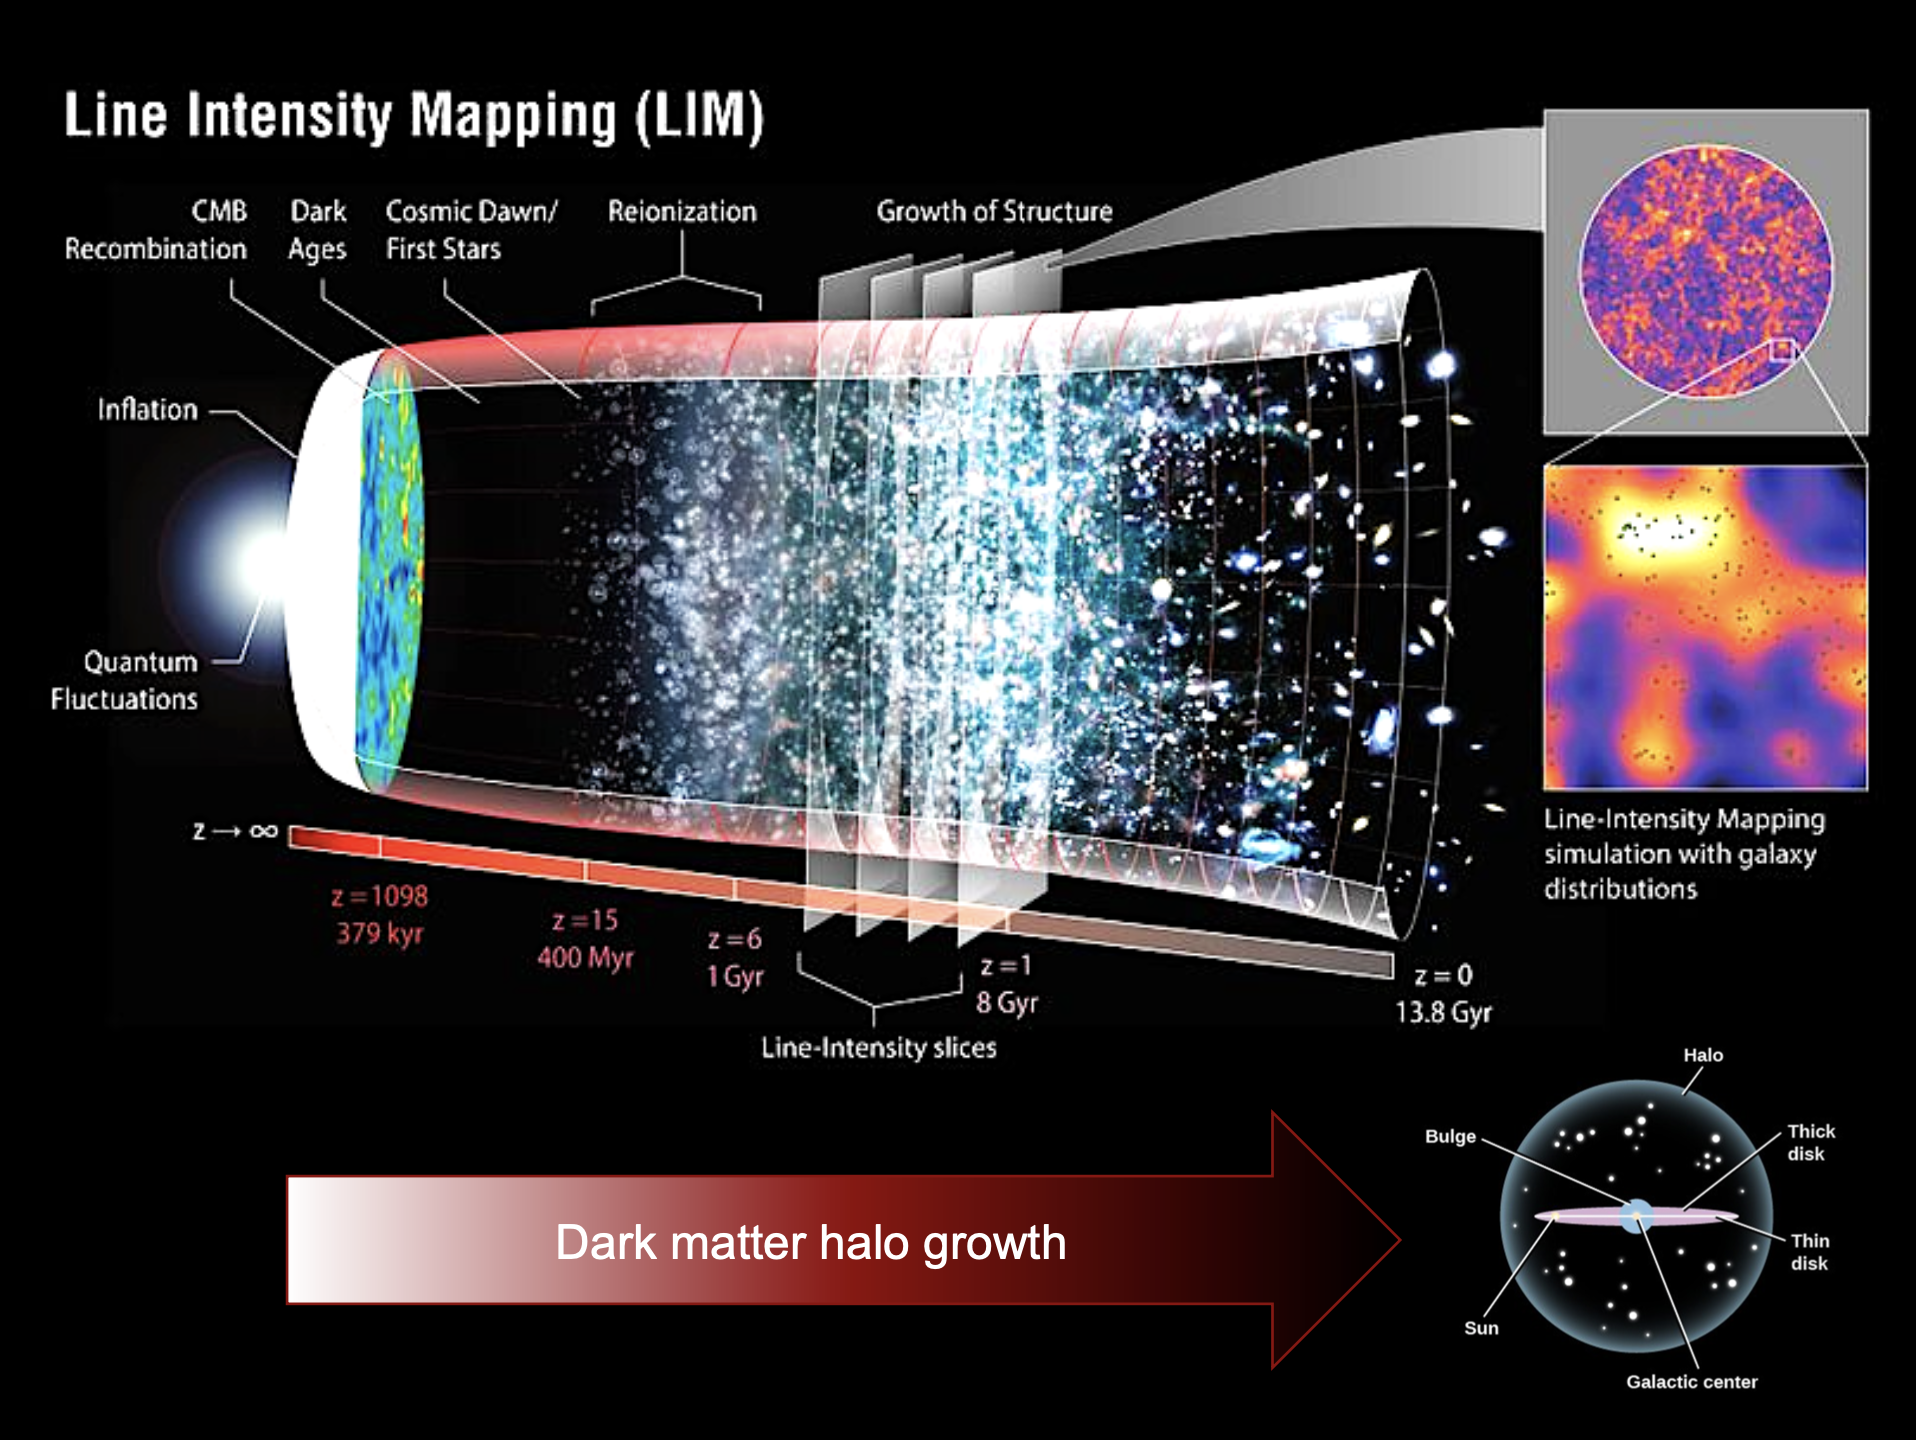 Line Intensity Mapping (LIM)
CMB
Recombination
Dark
Ages
Cosmic Dawn/
First Stars
Reionization
Growth of Structure
Inflation
Quantum
Fluctuations
z → ∞
z =1098
379 kyr
z =15
400 Myr
z =6
1 Gyr
z =1
8 Gyr
z = 0
13.8 Gyr
Line-Intensity slices
Line-Intensity Mapping
simulation with galaxy
distributions
Dark matter halo growth
Halo
Bulge
Thick
disk
Thin
disk
Sun
Galactic center